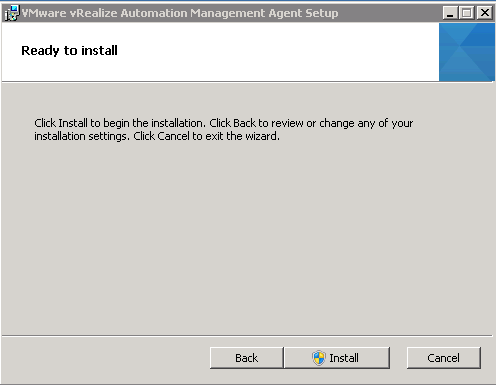 VMware vRealize Automation Management Agent Setup
Ready to install
Click Install to begin the installation. Click Back to review or change any of your
installation settings. Click Cancel to exit the wizard.
Back Install Cancel